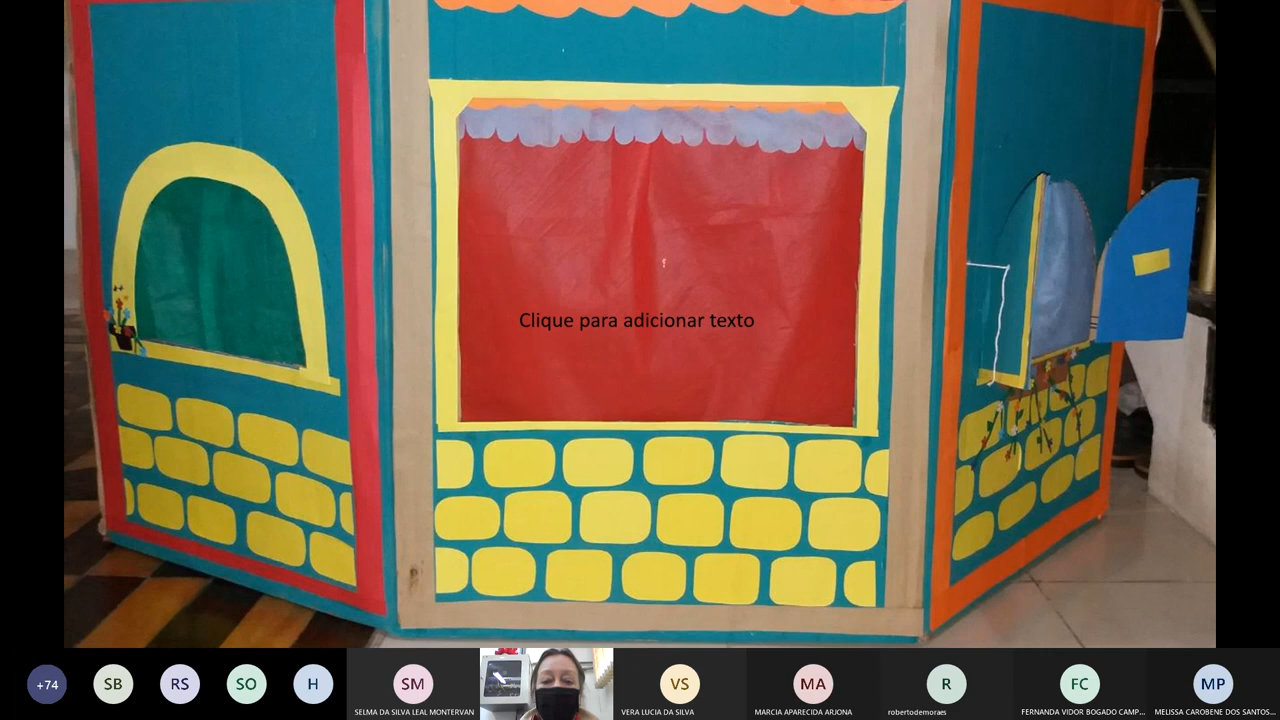 Clique para adicionar texto
+74
SB
RS
SO
H
SM
SELMA DA SILVA LEAL MONTERVAN
VS
VERA LUCIA DA SILVA
MA
MARCIA APARECIDA ARJONA
R
robertodemoraes
FC
FERNANDA VIDOR BOGADO CAMP...
MP
MELISSA CAROBENE DOS SANTOS...